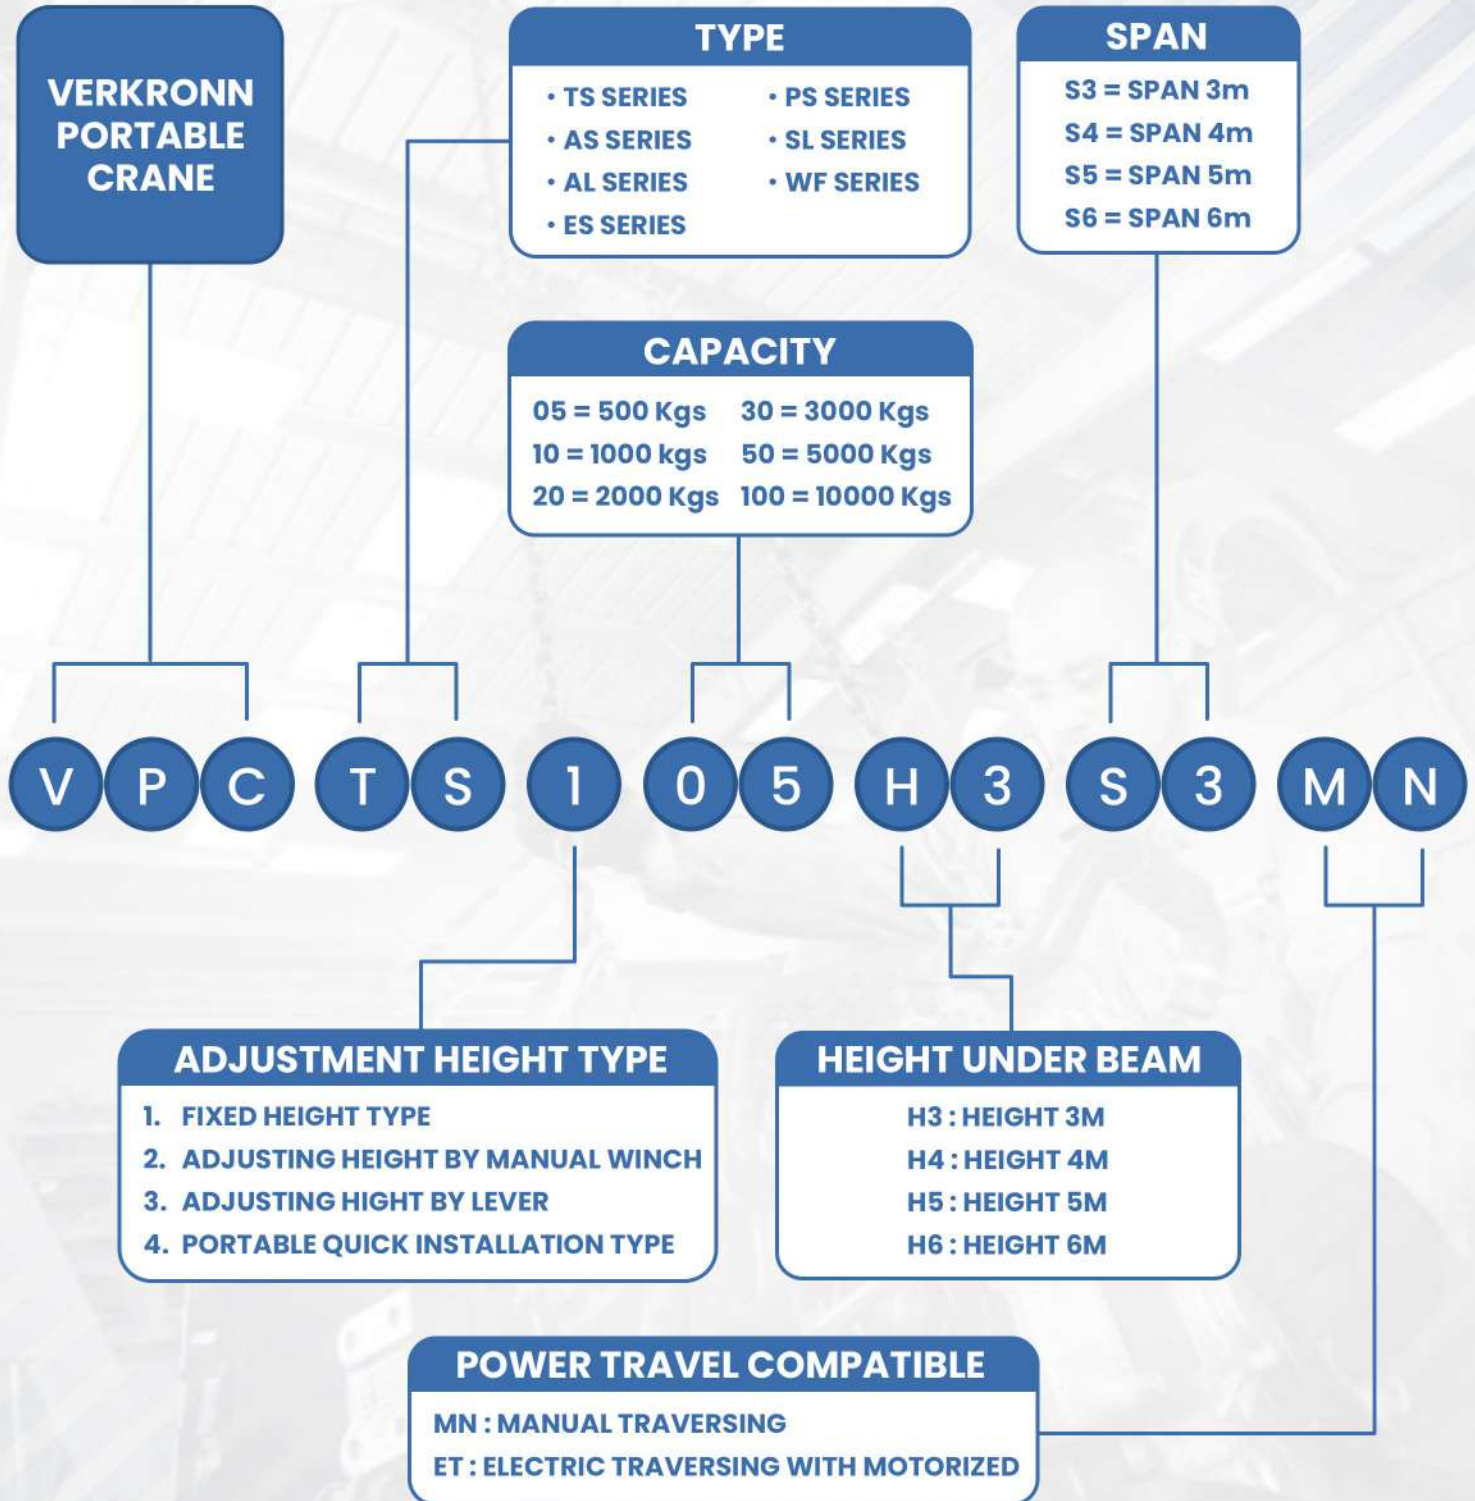 VERKRONN
PORTABLE
CRANE
TYPE
• TS SERIES
• AS SERIES
• AL SERIES
• ES SERIES
• PS SERIES
• SL SERIES
• WF SERIES
SPAN
S3 = SPAN 3m
S4 = SPAN 4m
S5 = SPAN 5m
S6 = SPAN 6m
CAPACITY
05 = 500 Kgs
10 = 1000 kgs
20 = 2000 Kgs
30 = 3000 Kgs
50 = 5000 Kgs
100 = 10000 Kgs
V P C T S 1 0 5 H 3 S 3 M N
ADJUSTMENT HEIGHT TYPE
1. FIXED HEIGHT TYPE
2. ADJUSTING HEIGHT BY MANUAL WINCH
3. ADJUSTING HIGHT BY LEVER
4. PORTABLE QUICK INSTALLATION TYPE
HEIGHT UNDER BEAM
H3 : HEIGHT 3M
H4 : HEIGHT 4M
H5 : HEIGHT 5M
H6 : HEIGHT 6M
POWER TRAVEL COMPATIBLE
MN : MANUAL TRAVERSING
ET : ELECTRIC TRAVERSING WITH MOTORIZED